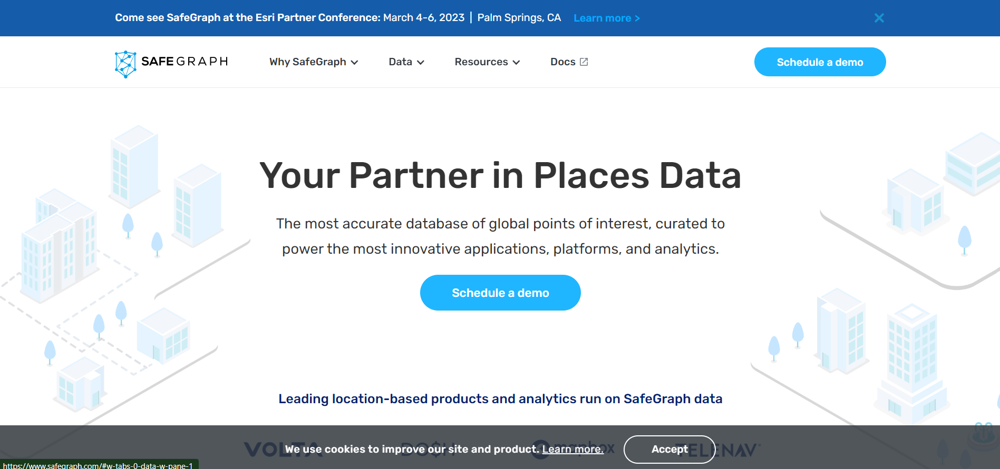 Come see SafeGraph at the Esri Partner Conference: March 4-6, 2023 | Palm Springs, CA Learn more >
SAFEGRAPH Why SafeGraph Data Resources Docs Schedule a demo
Your Partner in Places Data
The most accurate database of global points of interest, curated to
power the most innovative applications, platforms, and analytics.
Schedule a demo
Leading location-based products and analytics run on SafeGraph data
VOLTA DO$H mapbox TELENAV
We use cookies to improve our site and product. Learn more. Accept
https://www.safegraph.com/#w-tabs-0-data-w-pane-1